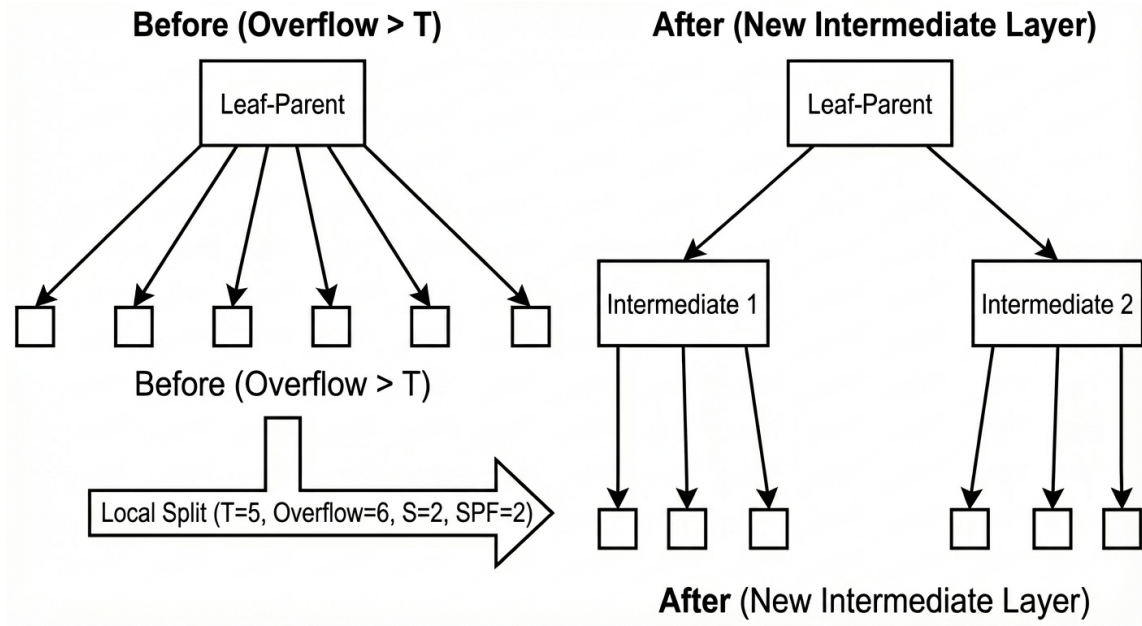 Before (Overflow > T)
Leaf-Parent
Before (Overflow > T)
Local Split (T=5, Overflow=6, S=2, SPF=2)
After (New Intermediate Layer)
Leaf-Parent
Intermediate 1
Intermediate 2
After (New Intermediate Layer)